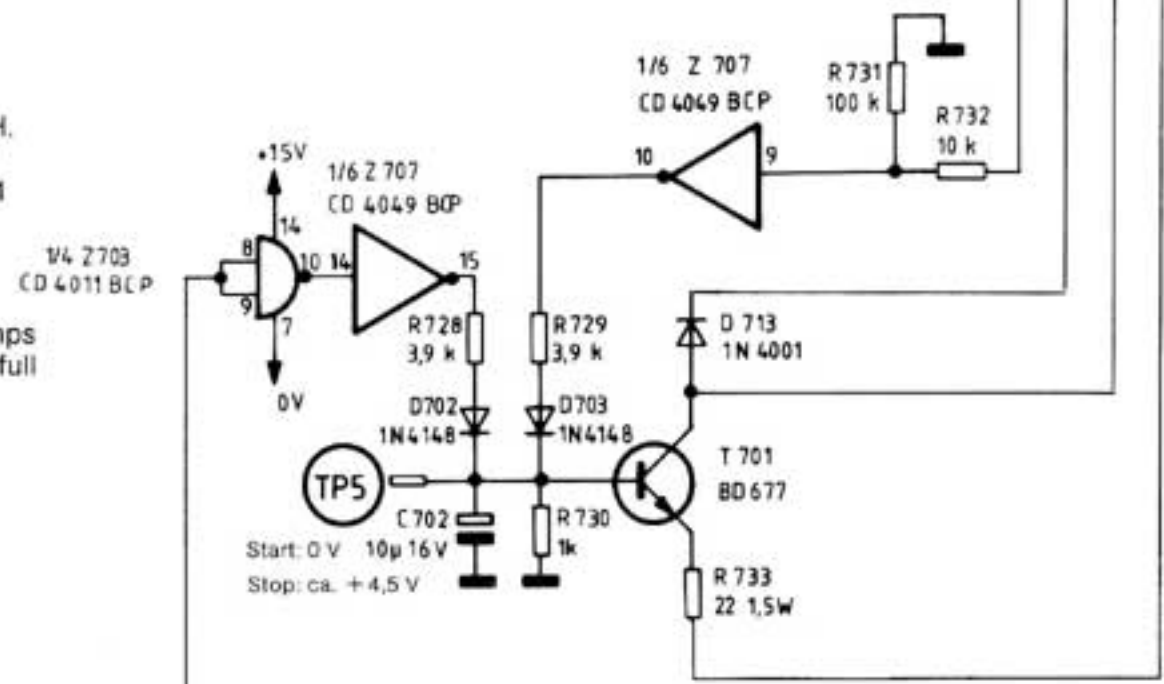 1/6 Z 707
CD 4049 BCP
R 731
100 k
R 732
10 k
10
9
+15V
1/6 Z 707
CD 4049 BCP
14
8
1/4 Z 703
CD 4011 BCP
10
14
15
9
7
0V
full
R 728
3,9 k
R 729
3,9 k
D 713
1N 4001
D702
1N4148
D703
1N4148
T 701
BD 677
TP5
C 702
10µ 16 V
R 730
1k
Start: 0 V
Stop: ca. + 4,5 V
R 733
22 1,5W